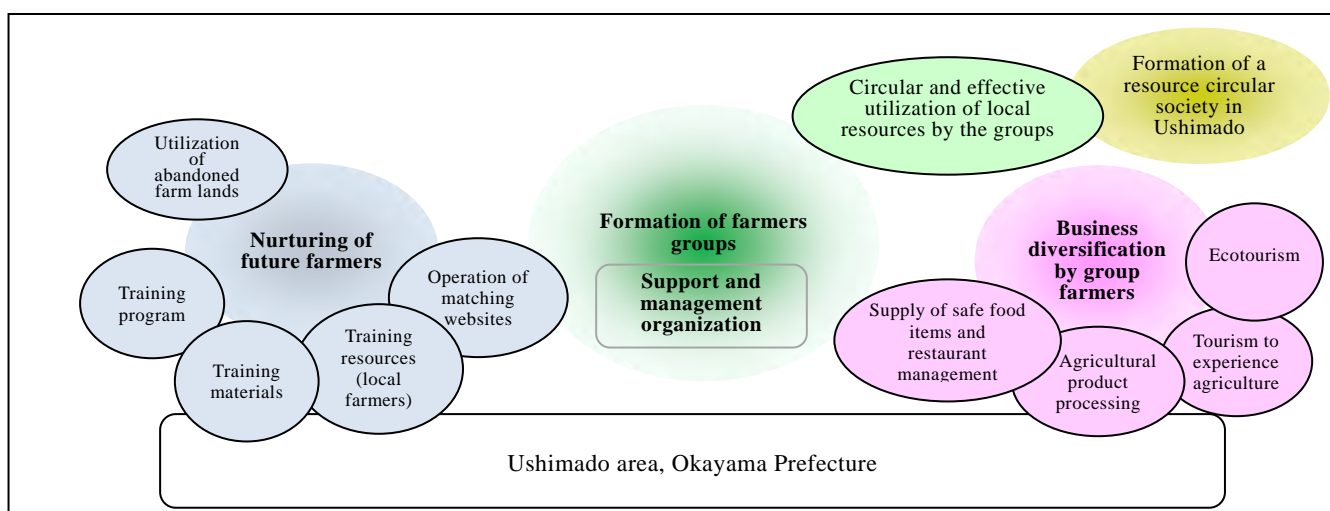 Utilization
of
abandoned
farm lands
Nurturing of
future farmers
Training
program
Training
materials
Training
resources
(local
farmers)
Operation of
matching
websites
Formation of farmers
groups
Support and
management
organization
Circular and effective
utilization of local
resources by the groups
Formation of a
resource circular
society in
Ushimado
Business
diversification
by group
farmers
Ecotourism
Supply of safe food
items and
restaurant
management
Agricultural
product
processing
Tourism to
experience
agriculture
Ushimado area, Okayama Prefecture